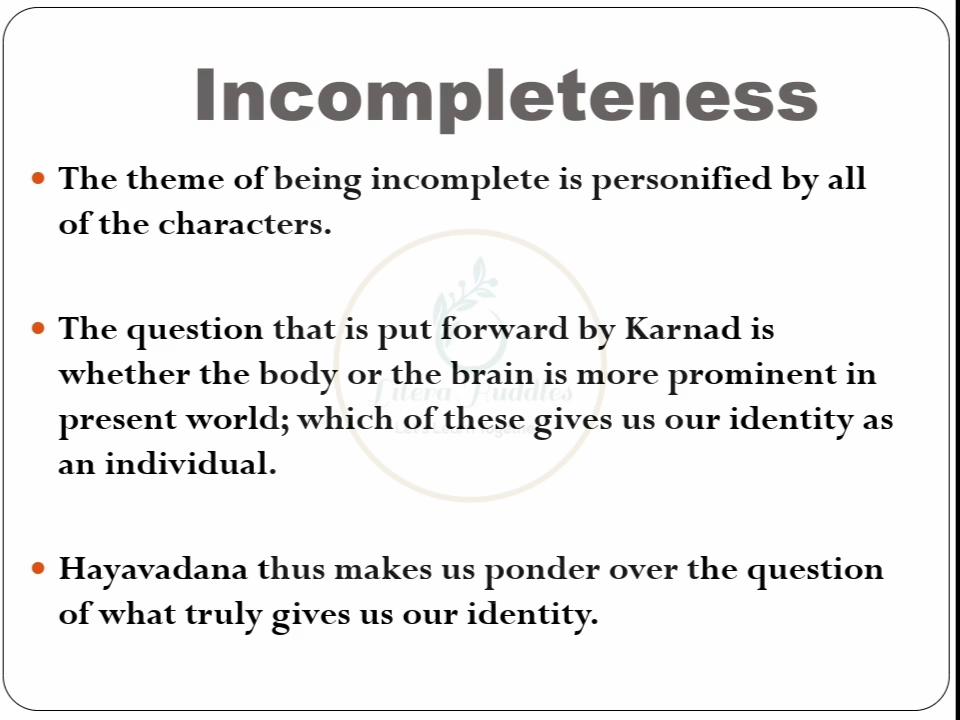 Incompleteness
• The theme of being incomplete is personified by all
of the characters.
• The question that is put forward by Karnad is
whether the body or the brain is more prominent in
present world; which of these gives us our identity as
an individual.
• Hayavadana thus makes us ponder over the question
of what truly gives us our identity.
Litera Huddles